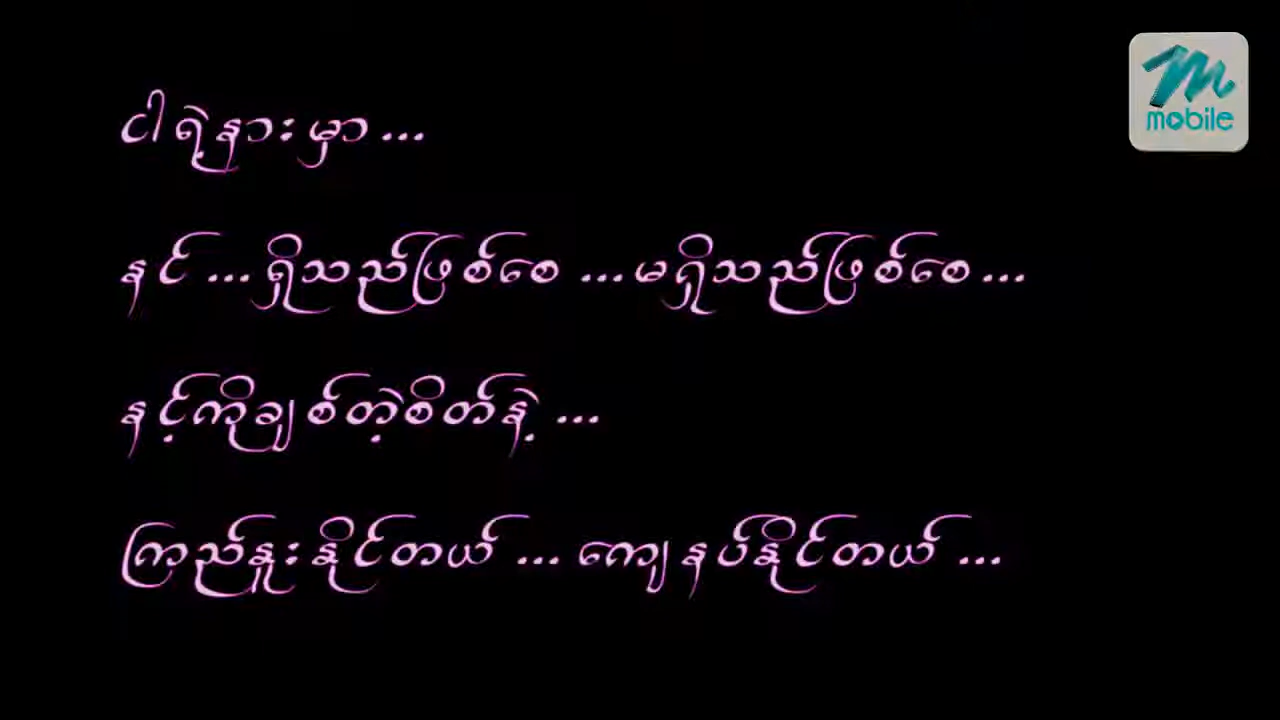 ငါရဲ့နားမှာ ...
နင် ... ရှိသည်ဖြစ်စေ ... မရှိသည်ဖြစ်စေ ...
နင့်ကိုချစ်တဲ့စိတ်နဲ့ ...
ကြည်နူးနိုင်တယ် ... ကျေနပ်နိုင်တယ် ...
m
mobile